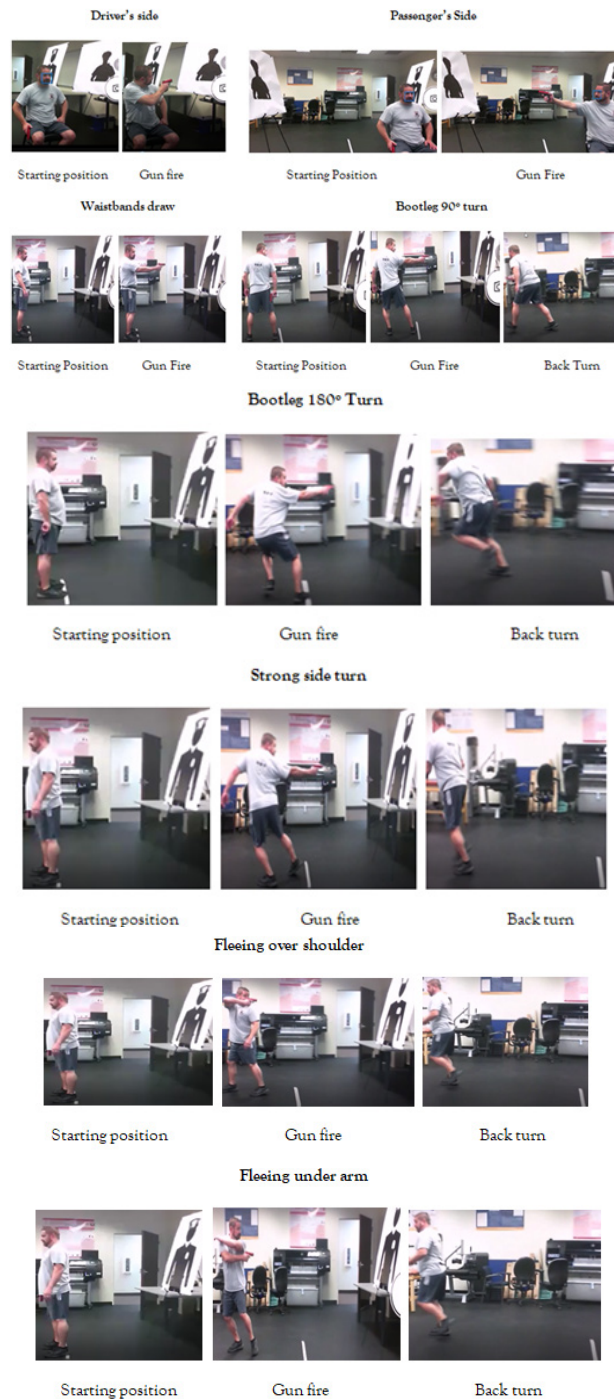 Driver's side Passenger's Side
Starting position Gun fire Starting Position Gun Fire
Waistbands draw Bootleg 90° turn
Starting Position Gun Fire Starting Position Gun Fire Back Turn
Bootleg 180° Turn
Starting position Gun fire Back turn
Strong side turn
Starting position Gun fire Back turn
Fleeing over shoulder
Starting position Gun fire Back turn
Fleeing under arm
Starting position Gun fire Back turn